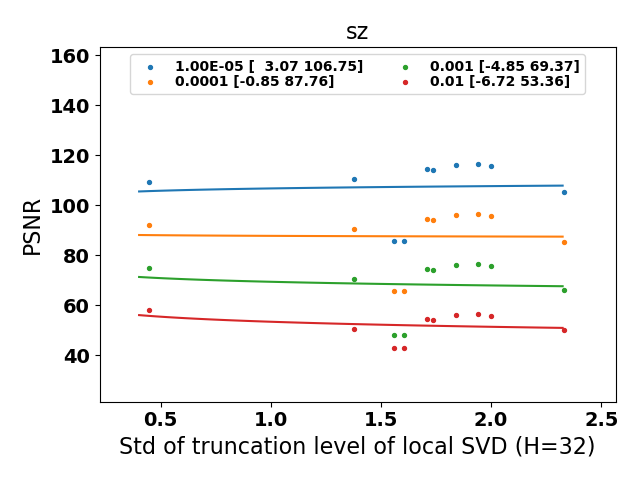 sz
1.00E-05 [  3.07 106.75]
0.0001 [-0.85 87.76]
0.001 [-4.85 69.37]
0.01 [-6.72 53.36]
PSNR
160
140
120
100
80
60
40
0.5 1.0 1.5 2.0 2.5
Std of truncation level of local SVD (H=32)